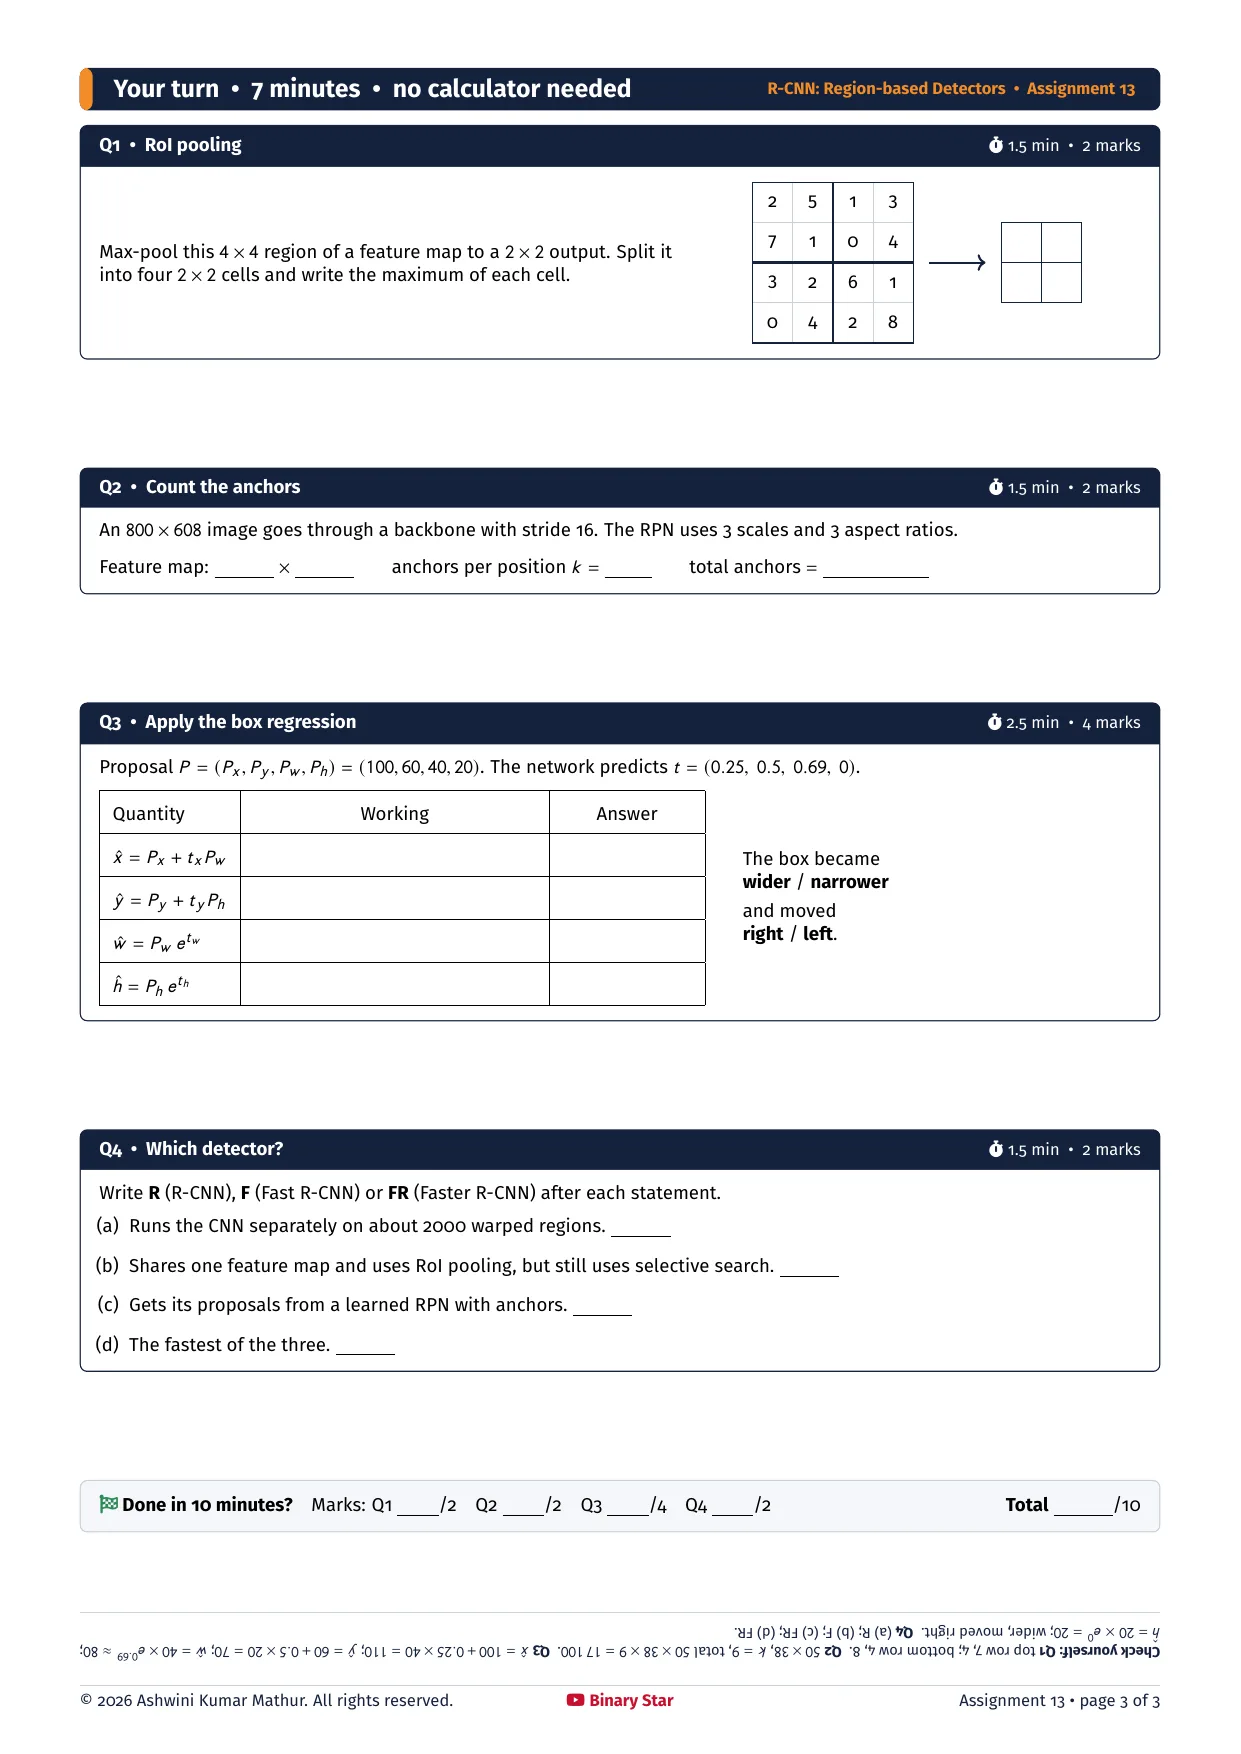 Your turn • 7 minutes • no calculator needed
R-CNN: Region-based Detectors • Assignment 13
Q1 • RoI pooling
1.5 min • 2 marks
Max-pool this 4 × 4 region of a feature map to a 2 × 2 output. Split it
into four 2 × 2 cells and write the maximum of each cell.
2 5 1 3
7 1 0 4
3 2 6 1
0 4 2 8
Q2 • Count the anchors
1.5 min • 2 marks
An 800 × 608 image goes through a backbone with stride 16. The RPN uses 3 scales and 3 aspect ratios.
Feature map: ______ × ______ anchors per position k = _____ total anchors = ___________
Q3 • Apply the box regression
2.5 min • 4 marks
Proposal P = (Px, Py, Pw, Ph) = (100, 60, 40, 20). The network predicts t = (0.25, 0.5, 0.69, 0).
Quantity Working Answer
x̂ = Px + txPw
ŷ = Py + tyPh
ŵ = Pw e^tw
ĥ = Ph e^th
The box became
wider / narrower
and moved
right / left.
Q4 • Which detector?
1.5 min • 2 marks
Write R (R-CNN), F (Fast R-CNN) or FR (Faster R-CNN) after each statement.
(a) Runs the CNN separately on about 2000 warped regions. ______
(b) Shares one feature map and uses RoI pooling, but still uses selective search. ______
(c) Gets its proposals from a learned RPN with anchors. ______
(d) The fastest of the three. ______
Done in 10 minutes? Marks: Q1 ____/2 Q2 ____/2 Q3 ____/4 Q4 ____/2
Total ______/10
Check yourself: Q1 top row 7, 4; bottom row 4, 8. Q2 50 × 38, k = 9, total 50 × 38 × 9 = 17 100. Q3 x̂ = 100 + 0.25 × 40 = 110; ŷ = 60 + 0.5 × 20 = 70; ŵ = 40 × e^0.69 ≈ 80;
ĥ = 20 × e^0 = 20; wider, moved right. Q4 (a) R; (b) F; (c) FR; (d) FR.
© 2026 Ashwini Kumar Mathur. All rights reserved.
Binary Star
Assignment 13 • page 3 of 3